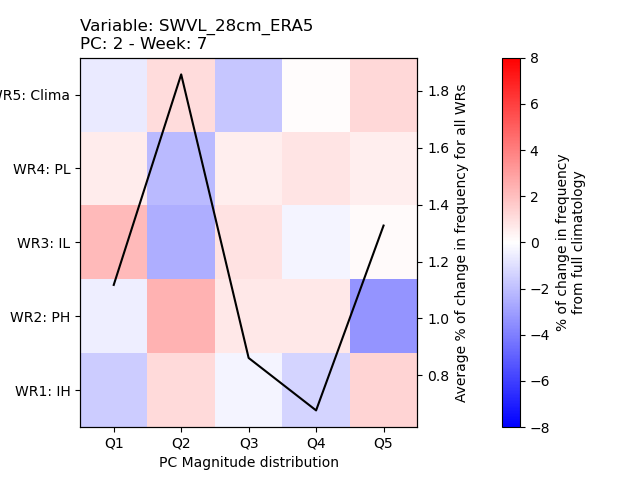 Variable: SWVL_28cm_ERA5
PC: 2 - Week: 7
WR5: Clima
WR4: PL
WR3: IL
WR2: PH
WR1: IH
Q1 Q2 Q3 Q4 Q5
PC Magnitude distribution
1.8
1.6
1.4
1.2
1.0
0.8
Average % of change in frequency for all WRs
8
6
4
2
0
−2
−4
−6
−8
% of change in frequency
from full climatology